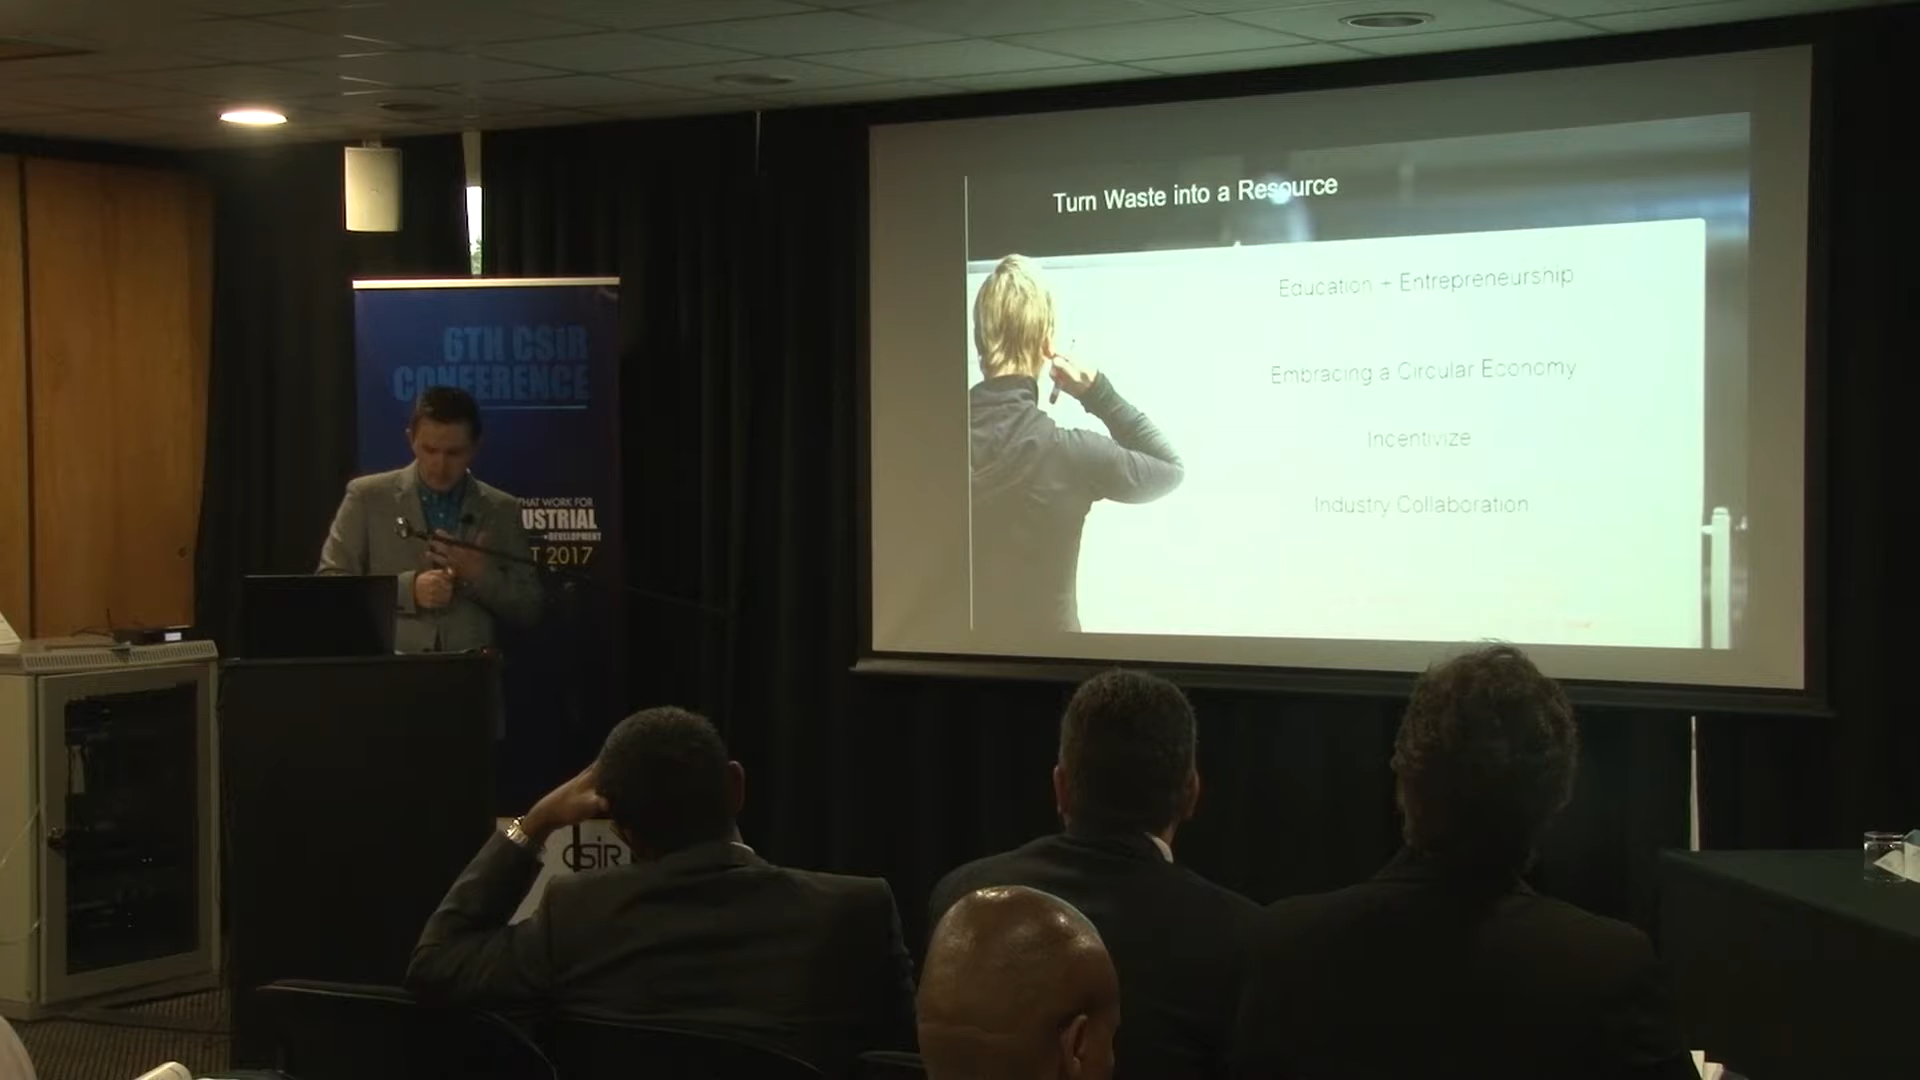 Turn Waste into a Resource
Education + Entrepreneurship
Embracing a Circular Economy
Incentivize
Industry Collaboration
6TH CSIR
CONFERENCE
THAT WORK FOR
USTRIAL
DEVELOPMENT
T 2017
CSIR